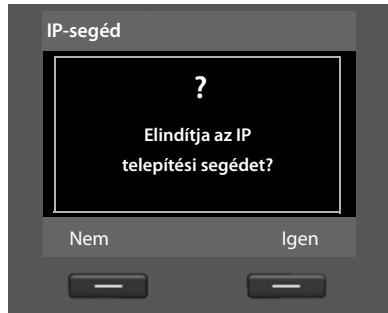 IP-segéd
?
Elindítja az IP
telepítési segédet?
Nem Igen